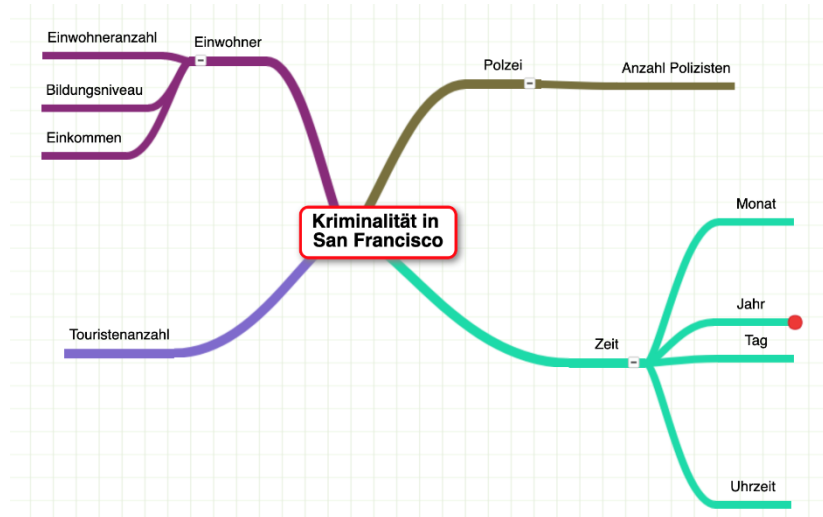 Einwohneranzahl
Einwohner
Bildungsniveau
Einkommen
Polzei
Anzahl Polizisten
Kriminalität in
San Francisco
Touristenanzahl
Zeit
Monat
Jahr
Tag
Uhrzeit